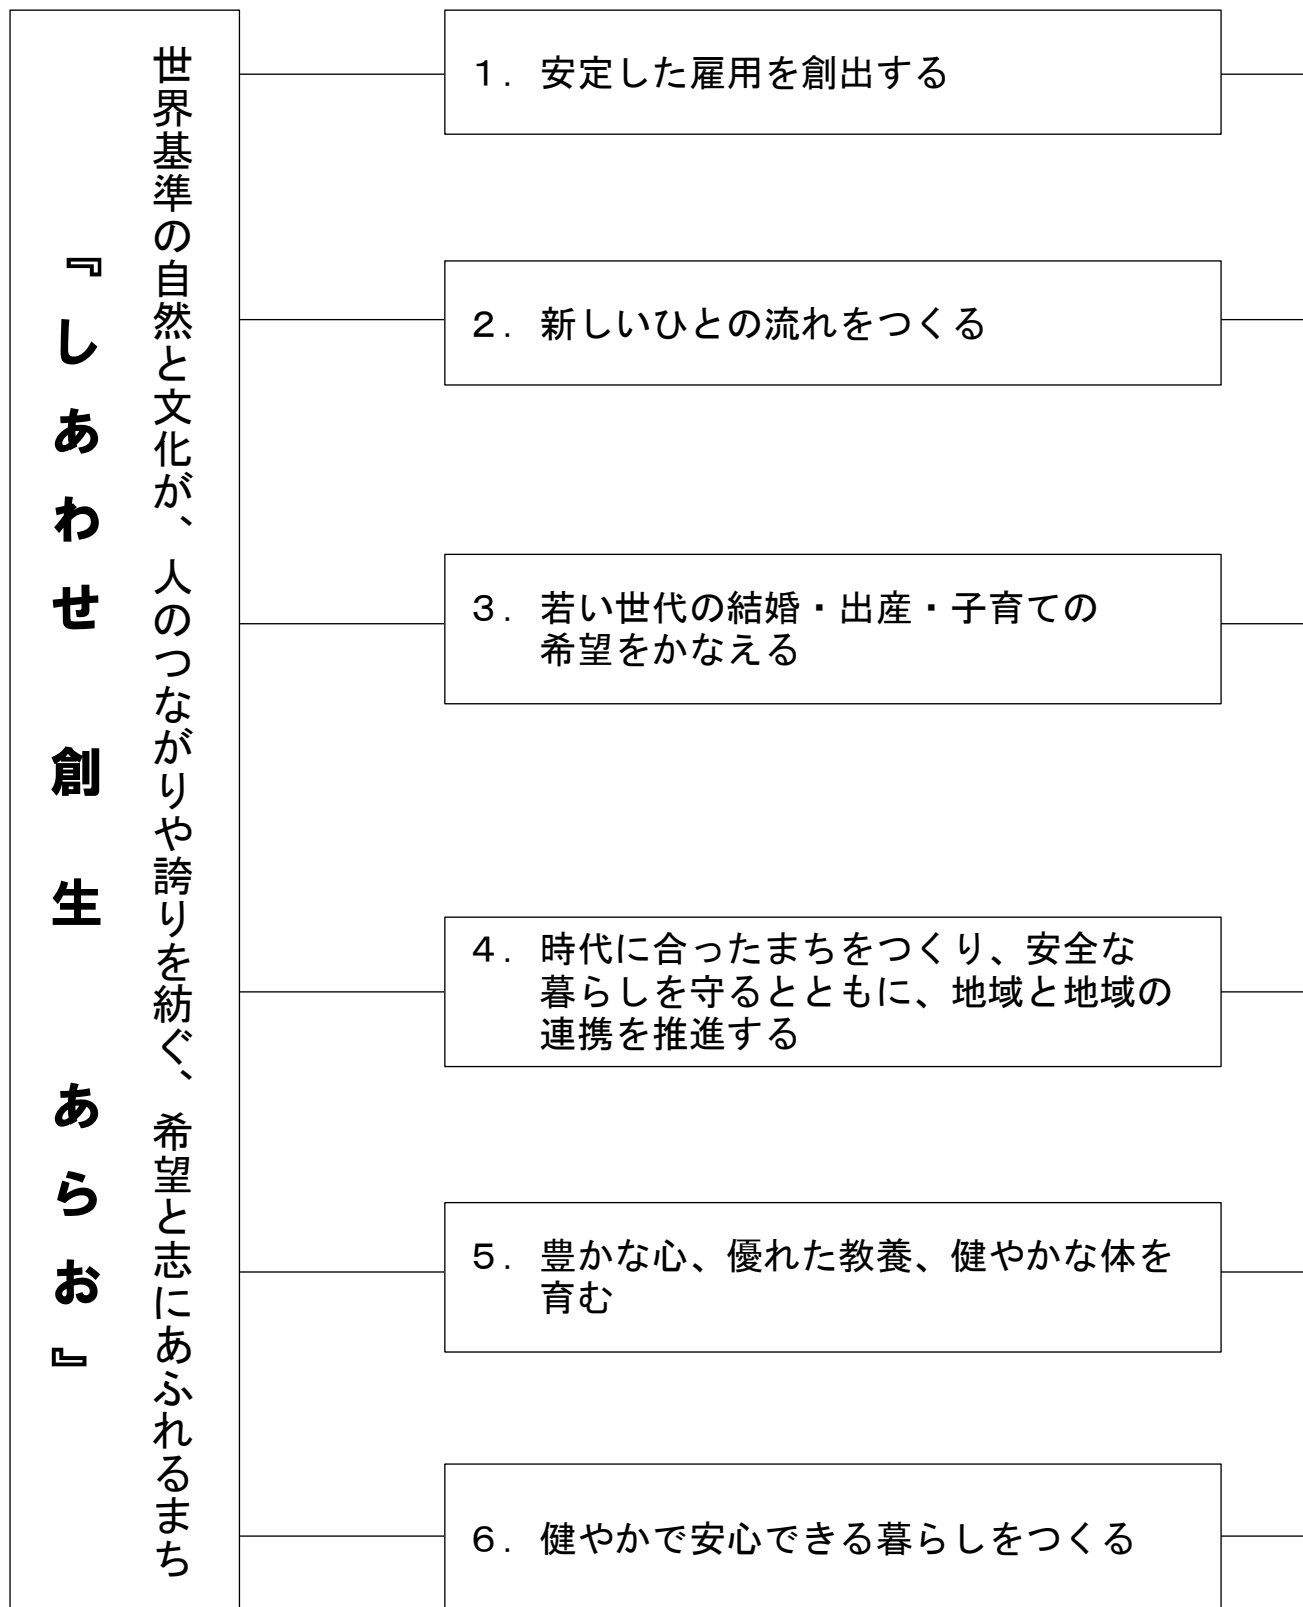 世界基準の自然と文化が、人のつながりや誇りを紡ぐ、希望と志にあふれるまち
『しあわせ 創生 あらお』
1. 安定した雇用を創出する
2. 新しいひとの流れをつくる
3. 若い世代の結婚・出産・子育ての
希望をかなえる
4. 時代に合ったまちをつくり、安全な
暮らしを守るとともに、地域と地域の
連携を推進する
5. 豊かな心、優れた教養、健やかな体を
育む
6. 健やかで安心できる暮らしをつくる